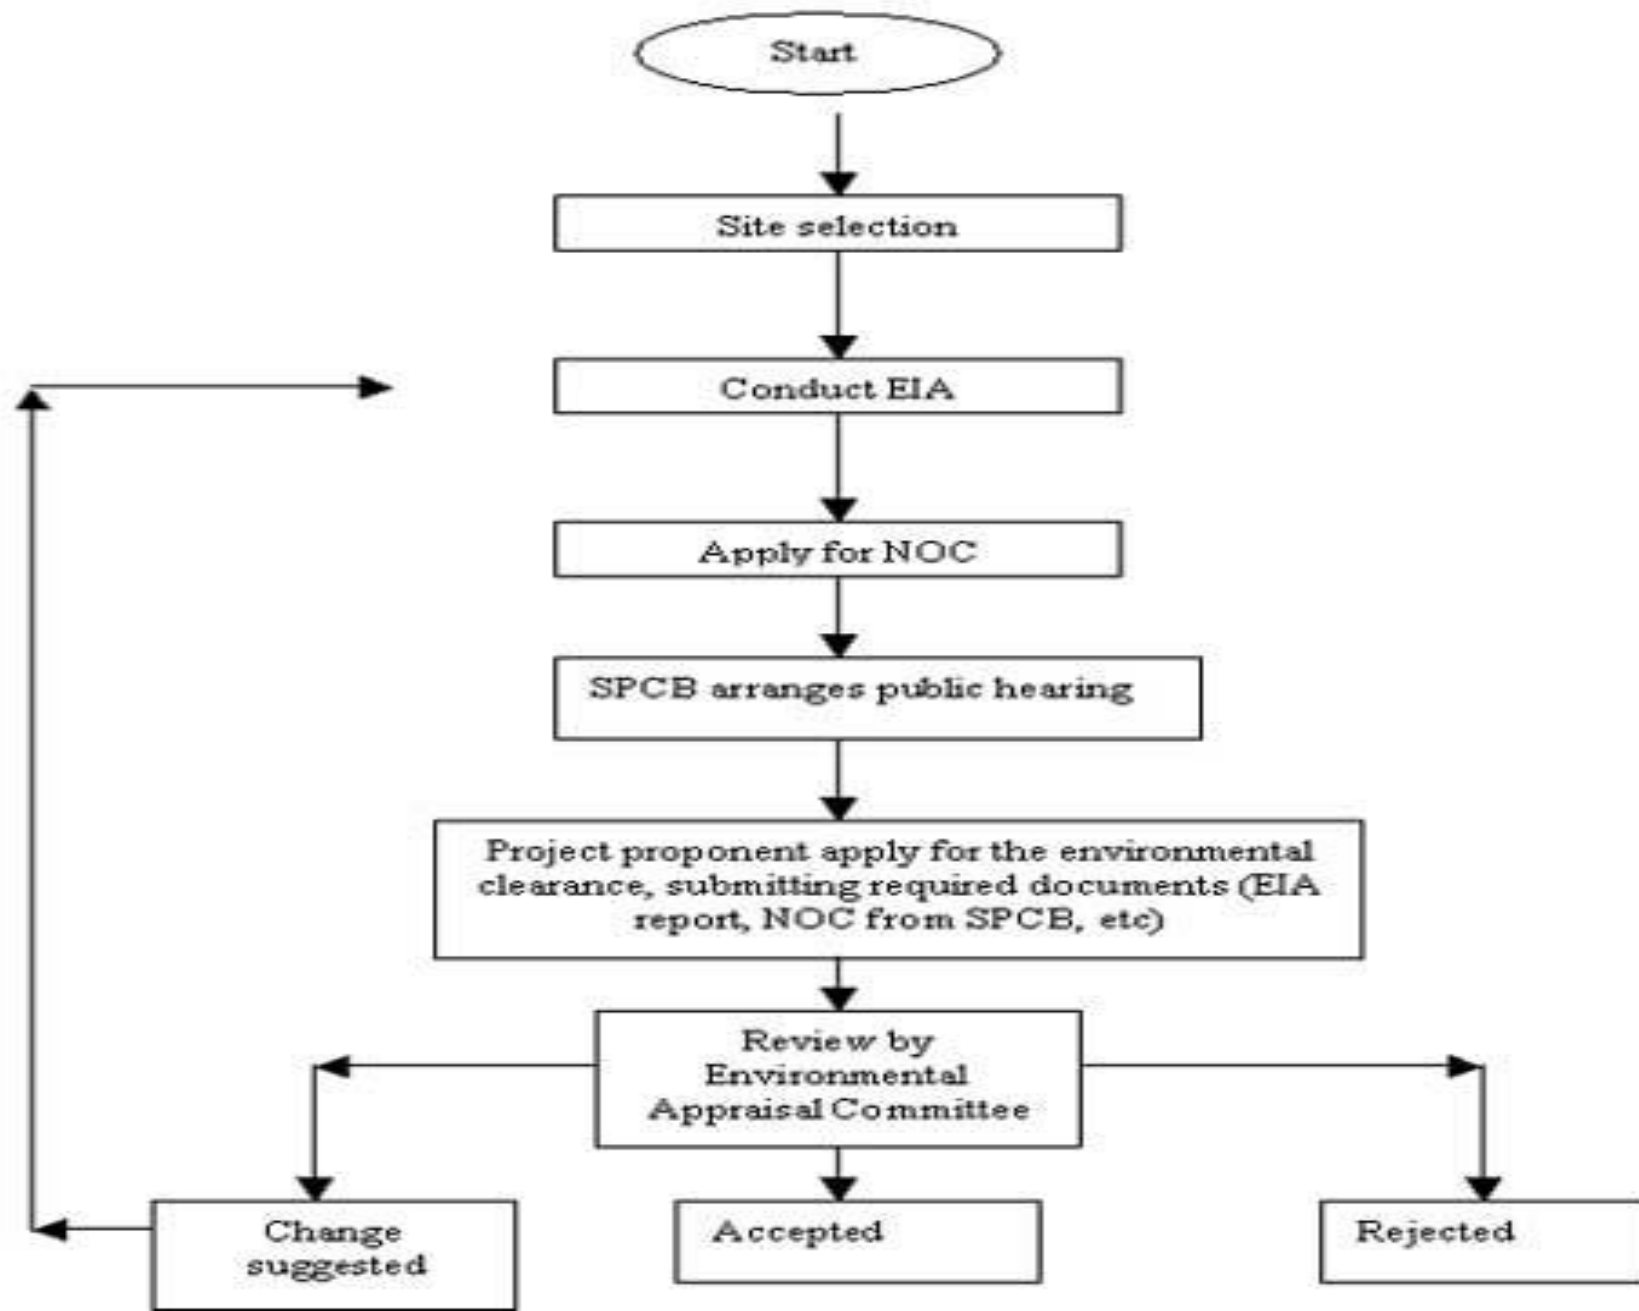 Start
Site selection
Conduct EIA
Apply for NOC
SPCB arranges public hearing
Project proponent apply for the environmental
clearance, submitting required documents (EIA
report, NOC from SPCB, etc)
Review by
Environmental
Appraisal Committee
Change
suggested
Accepted
Rejected